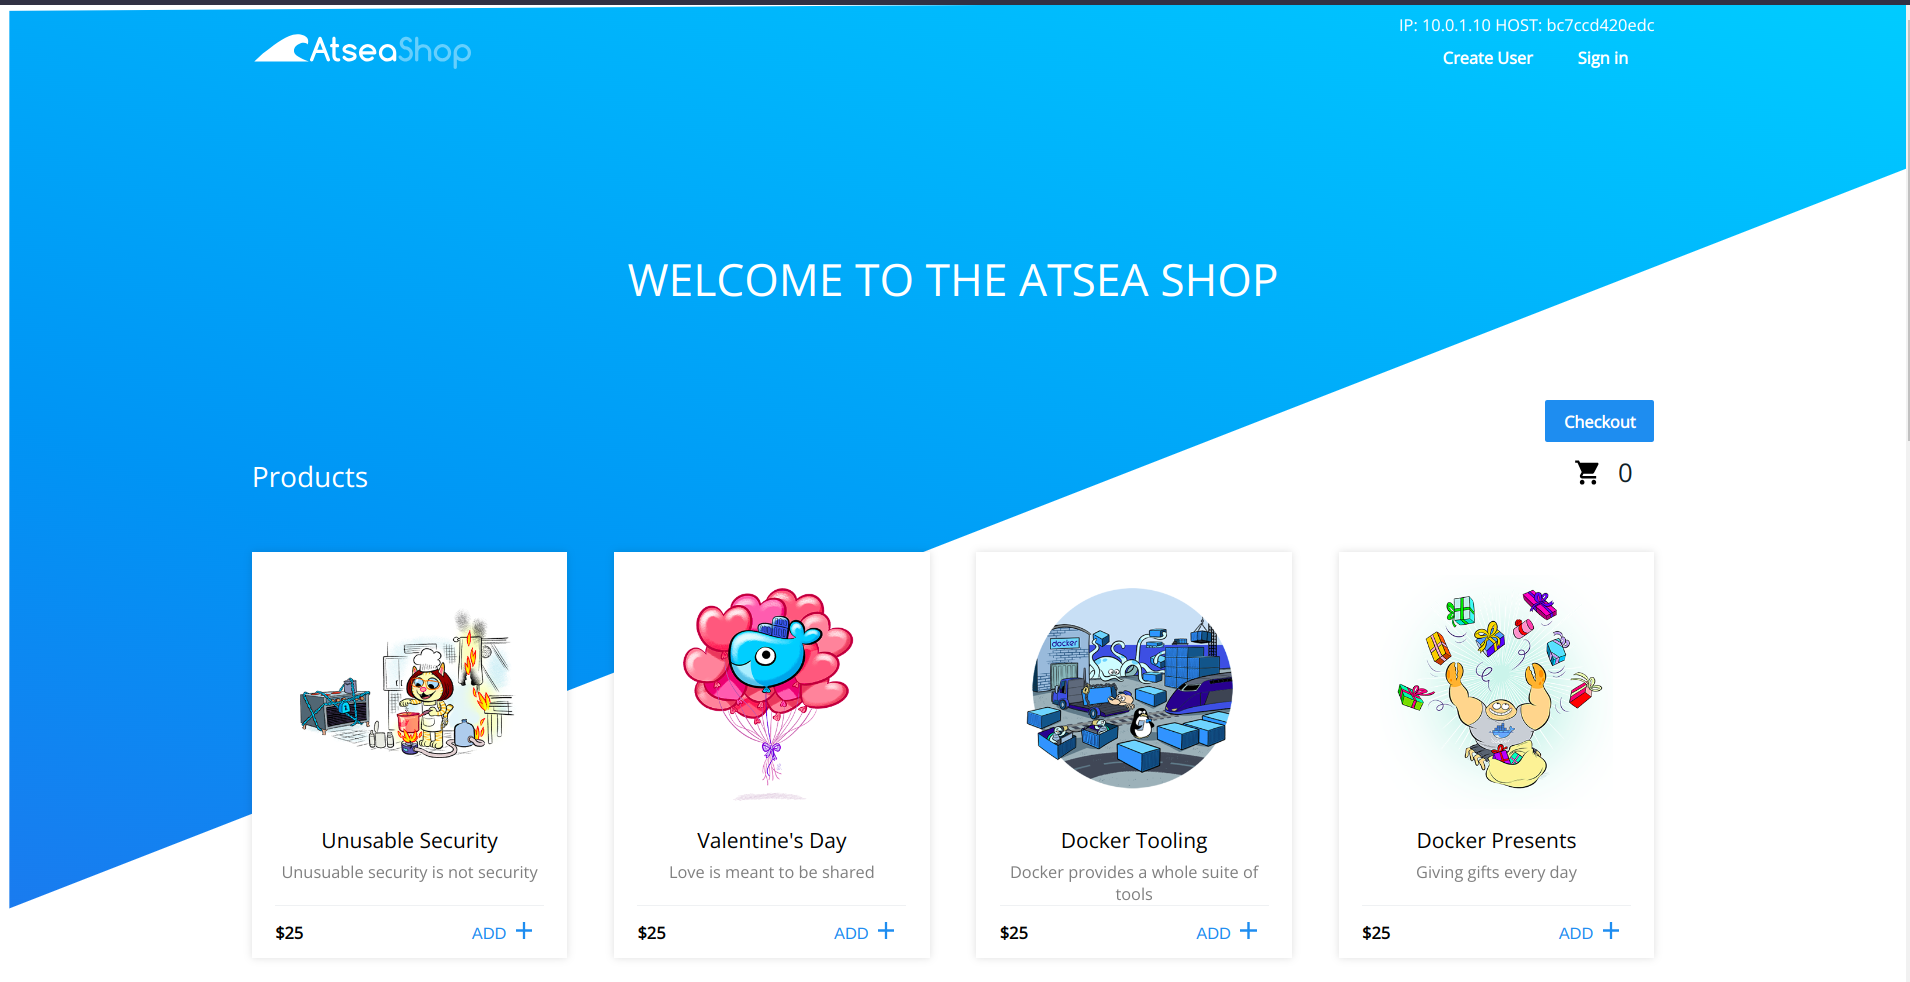 AtseaShop
IP: 10.0.1.10 HOST: bc7ccd420edc
Create User
Sign in
WELCOME TO THE ATSEA SHOP
Checkout
Products
0
docker
Unusable Security
Unusuable security is not security
$25
ADD +
Valentine's Day
Love is meant to be shared
$25
ADD +
Docker Tooling
Docker provides a whole suite of
tools
$25
ADD +
Docker Presents
Giving gifts every day
$25
ADD +